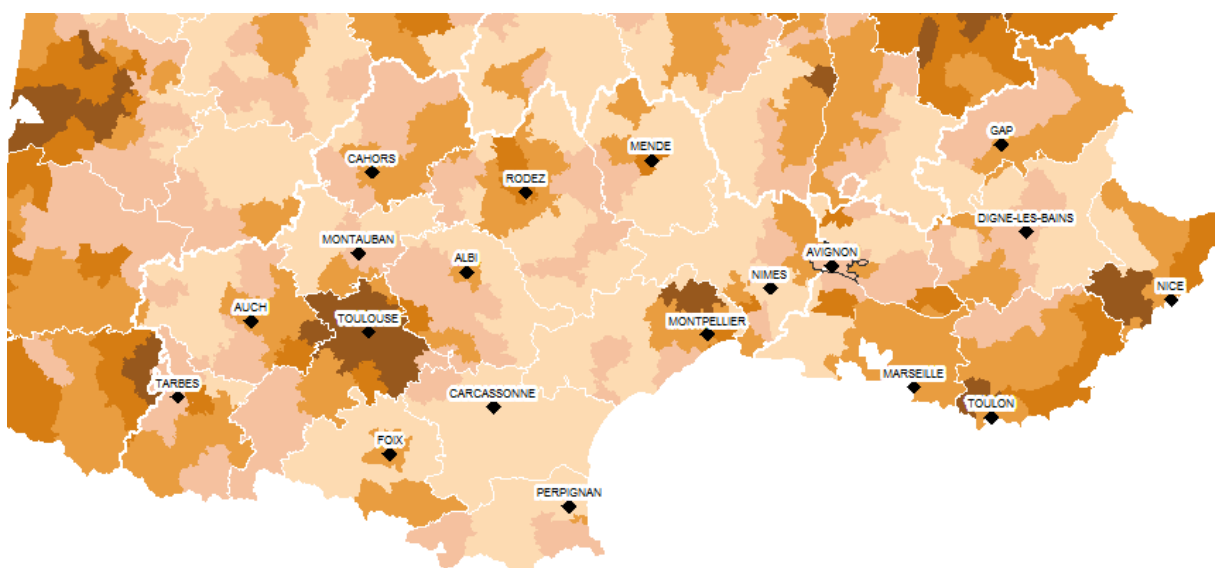 GAP
MENDE
CAHORS
RODEZ
DIGNE-LES-BAINS
MONTAUBAN
ALBI
AVIGNON
NIMES
NICE
AUCH
TOULOUSE
MONTPELLIER
MARSEILLE
TARBES
CARCASSONNE
TOULON
FOIX
PERPIGNAN